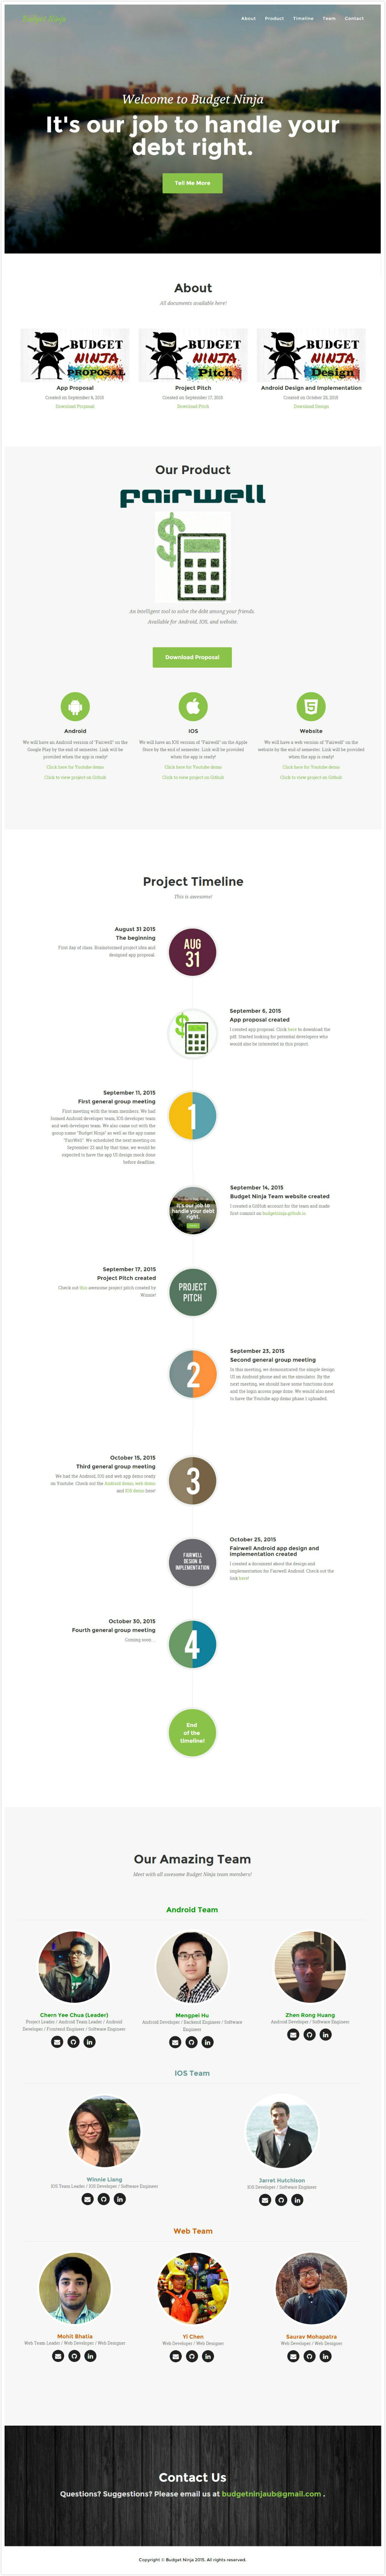 Budget Ninja
About Product Timeline Team Contact
Welcome to Budget Ninja
It's our job to handle your
debt right.
Tell Me More
About
All documents available here!
BUDGET
NINJA
PROPOSAL
BUDGET
NINJA
Pitch
BUDGET
NINJA
Design
App Proposal
Created on September 6, 2015
Download Proposal
Project Pitch
Created on September 17, 2015
Download Pitch
Android Design and Implementation
Created on October 25, 2015
Download Design
Our Product
Fairwell
An intelligent tool to solve the debt among your friends.
Available for Android, IOS, and website.
Download Proposal
Android
We will have an Android version of "Fairwell" on the
Google Play by the end of semester. Link will be
provided when the app is ready!
Click here for Youtube demo
Click to view project on Github
IOS
We will have an IOS version of "Fairwell" on the Apple
Store by the end of semester. Link will be provided
when the app is ready!
Click here for Youtube demo
Click to view project on Github
Website
We will have a web version of "Fairwell" on the
website by the end of semester. Link will be provided
when the app is ready!
Click here for Youtube demo
Click to view project on Github
Project Timeline
This is awesome!
August 31 2015
The beginning
First day of class. Brainstormed project idea and
designed app proposal.
AUG
31
September 6, 2015
App proposal created
I created app proposal. Click here to download the
pdf. Started looking for potential developers who
would also be interested in this project.
September 11, 2015
First general group meeting
First meeting with the team members. We had
formed Android developer team, IOS developer team
and web developer team. We also came out with the
group name "Budget Ninja" as well as the app name
"FairWell". We scheduled the next meeting on
September 23 and by that time, we would be
expected to have the app UI design mock done
before deadline.
1
It's our job to
handle your debt
right.
September 14, 2015
Budget Ninja Team website created
I created a GitHub account for the team and made
first commit on budgetninja.github.io.
September 17, 2015
Project Pitch created
Check out this awesome project pitch created by
Winnie!
PROJECT
PITCH
September 23, 2015
Second general group meeting
In this meeting, we demonstrated the simple design
UI on Android phone and on the simulator. By the
next meeting, we should have some functions done
and the login access page done. We would also need
to have the Youtube app demo phase 1 uploaded.
2
October 15, 2015
Third general group meeting
We had the Android, IOS and web app demo ready
on Youtube. Check out the Android demo, web demo
and IOS demo here!
3
October 25, 2015
Fairwell Android app design and
implementation created
I created a document about the design and
implementation for Fairwell Android. Check out the
link here!
FAIRWELL
DESIGN &
IMPLEMENTATION
October 30, 2015
Fourth general group meeting
Coming soon...
4
End
of the
timeline!
Our Amazing Team
Meet with all awesome Budget Ninja team members!
Android Team
Chern Yee Chua (Leader)
Project Leader / Android Team Leader / Android
Developer / Frontend Engineer / Software Engineer
Mengpei Hu
Android Developer / Backend Engineer / Software
Engineer
Zhen Rong Huang
Android Developer / Software Engineer
IOS Team
Winnie Liang
IOS Team Leader / IOS Developer / Software Engineer
Jarret Hutchison
IOS Developer / Software Engineer
Web Team
Mohit Bhatia
Web Team Leader / Web Developer / Web Designer
Yi Chen
Web Developer / Web Designer
Saurav Mohapatra
Web Developer / Web Designer
Contact Us
Questions? Suggestions? Please email us at budgetninjaub@gmail.com .
Copyright © Budget Ninja 2015. All rights reserved.